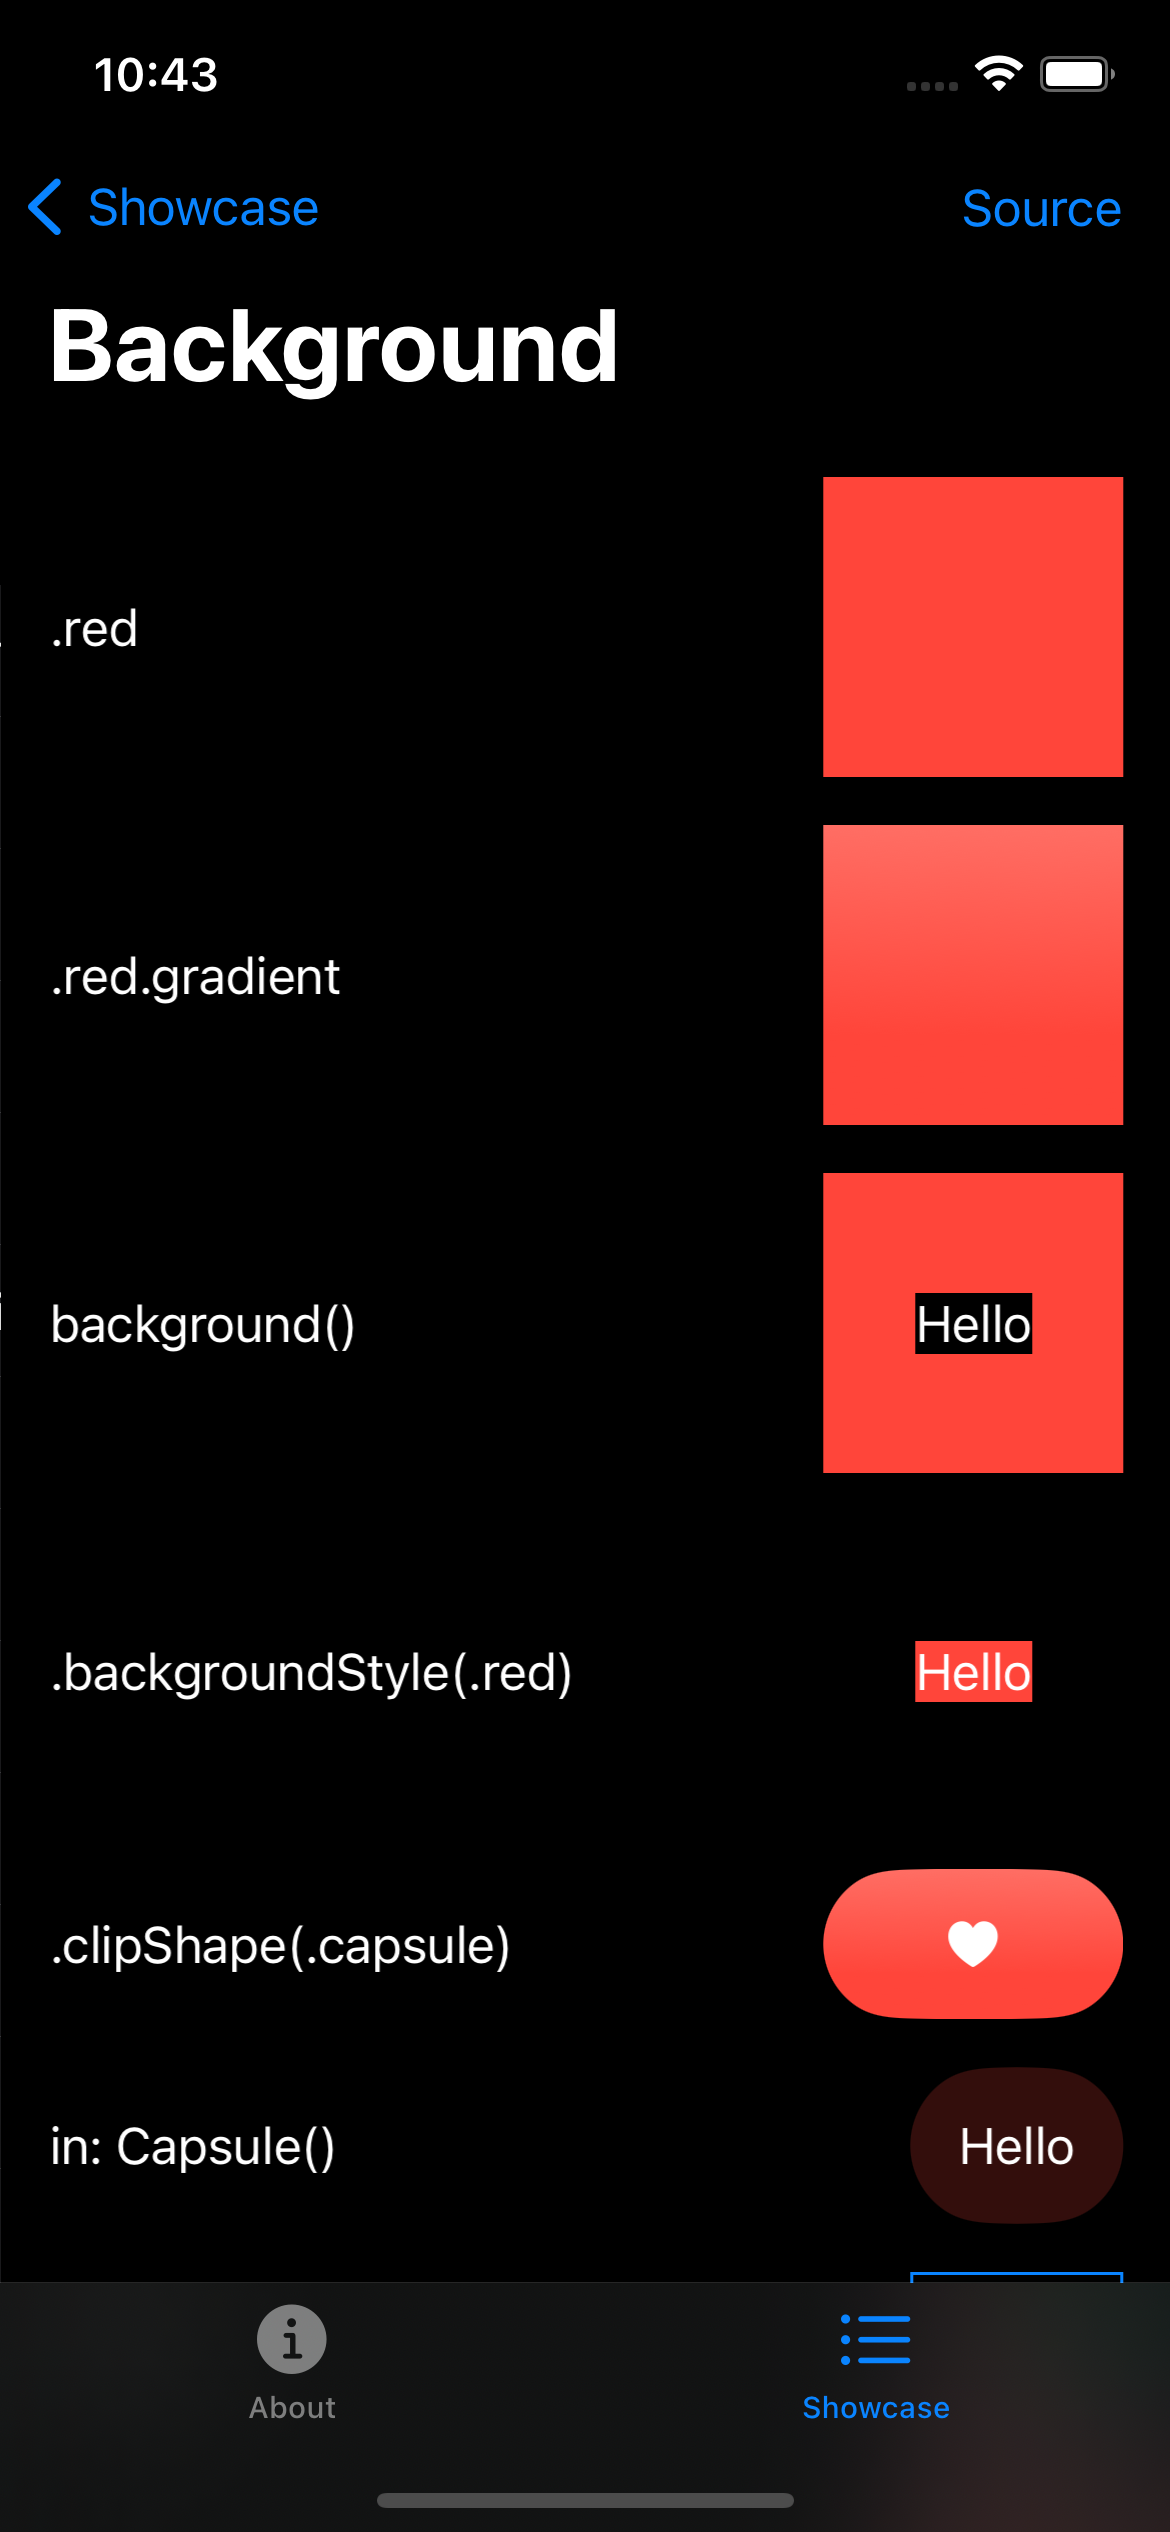 10:43
Showcase
Source
Background
.red
.red.gradient
background()
Hello
.backgroundStyle(.red)
Hello
.clipShape(.capsule)
in: Capsule()
Hello
About
Showcase